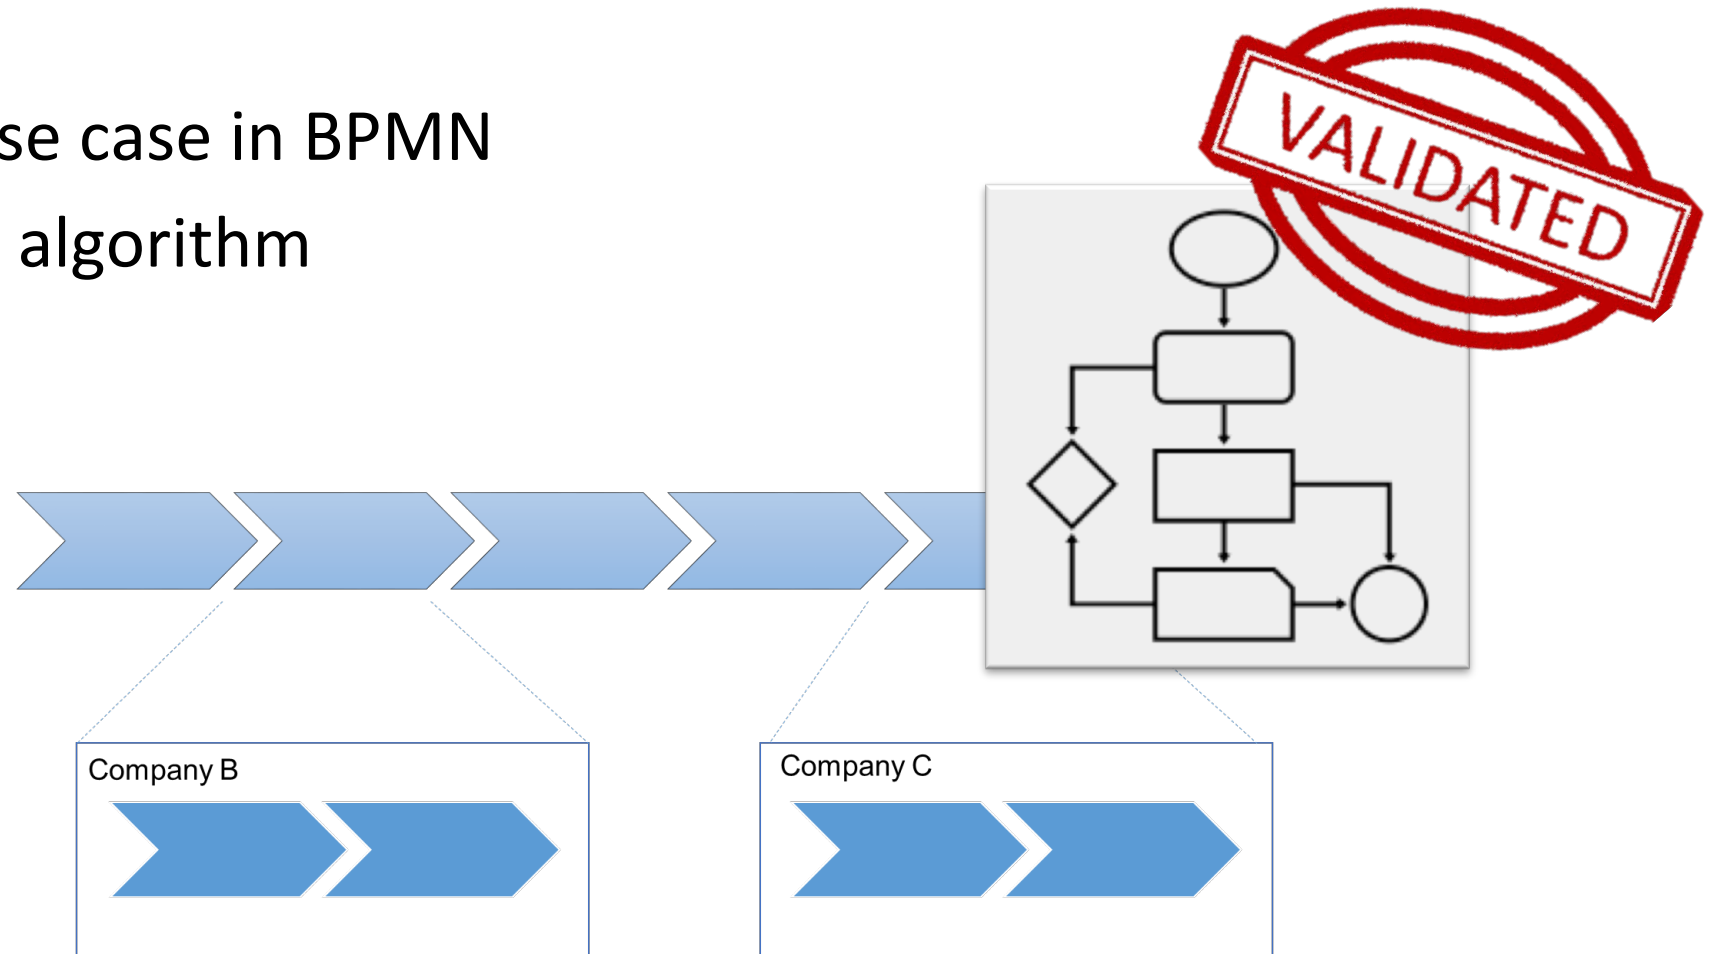 se case in BPMN
algorithm
VALIDATED
Company B
Company C